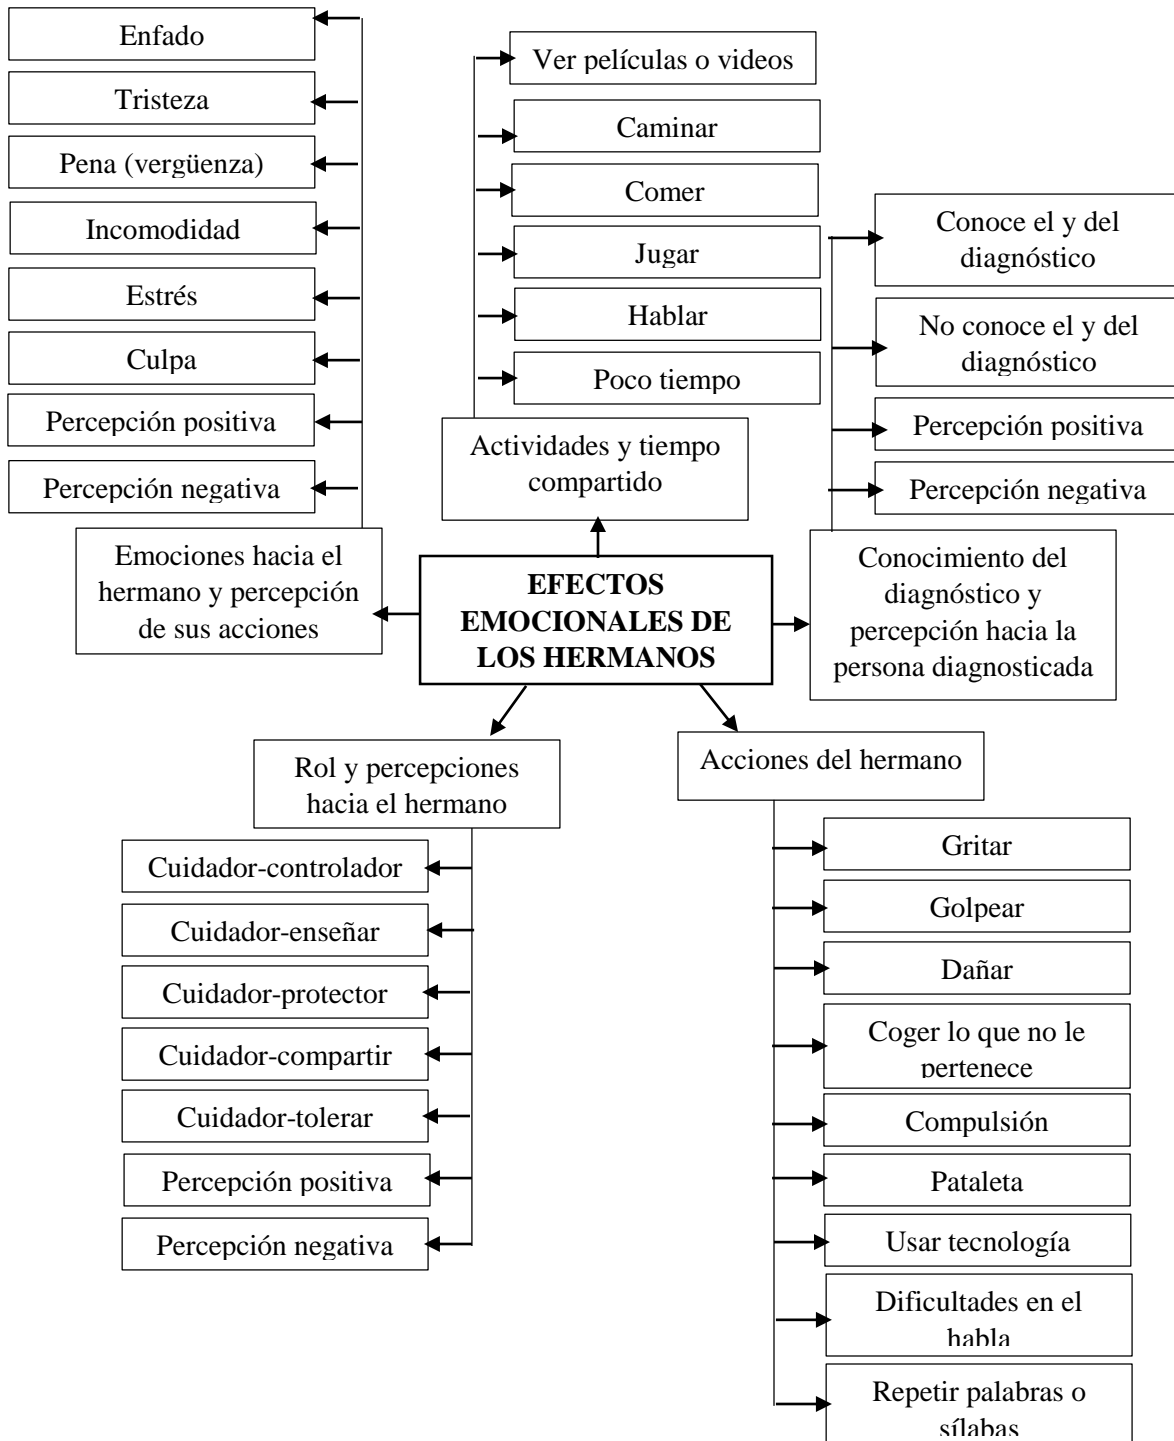 Enfado
Tristeza
Pena (vergüenza)
Incomodidad
Estrés
Culpa
Percepción positiva
Percepción negativa
Emociones hacia el
hermano y percepción
de sus acciones
Ver películas o videos
Caminar
Comer
Jugar
Hablar
Poco tiempo
Actividades y tiempo
compartido
Conoce el y del
diagnóstico
No conoce el y del
diagnóstico
Percepción positiva
Percepción negativa
Conocimiento del
diagnóstico y
percepción hacia la
persona diagnosticada
EFECTOS
EMOCIONALES DE
LOS HERMANOS
Rol y percepciones
hacia el hermano
Cuidador-controlador
Cuidador-enseñar
Cuidador-protector
Cuidador-compartir
Cuidador-tolerar
Percepción positiva
Percepción negativa
Acciones del hermano
Gritar
Golpear
Dañar
Coger lo que no le
pertenece
Compulsión
Pataleta
Usar tecnología
Dificultades en el
habla
Repetir palabras o
sílabas